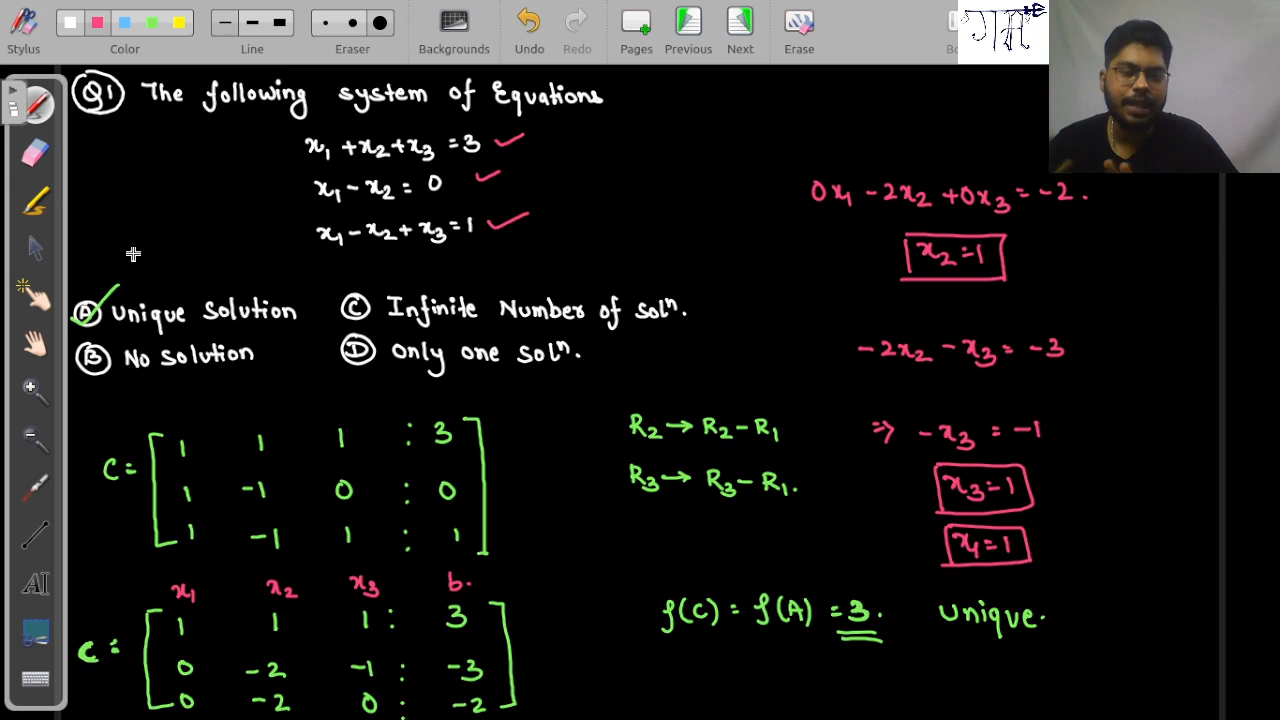 Stylus Color Line Eraser Backgrounds Undo Redo Pages Previous Next Erase
Q1 The following system of Equations
x₁ + x₂ + x₃ = 3
x₁ - x₂ = 0
x₁ - x₂ + x₃ = 1
A Unique Solution C Infinite Number of solⁿ.
B No solution D only one solⁿ.
C = [ 1 1 1 : 3
1 -1 0 : 0
1 -1 1 : 1 ]
x₁ x₂ x₃ b.
C = [ 1 1 1 : 3
0 -2 -1 : -3
0 -2 0 : -2 ]
R₂ → R₂ - R₁
R₃ → R₃ - R₁.
0x₁ - 2x₂ + 0x₃ = -2.
x₂ = 1
-2x₂ - x₃ = -3
⇒ -x₃ = -1
x₃ = 1
x₁ = 1
ρ(C) = ρ(A) = 3. Unique.
AI